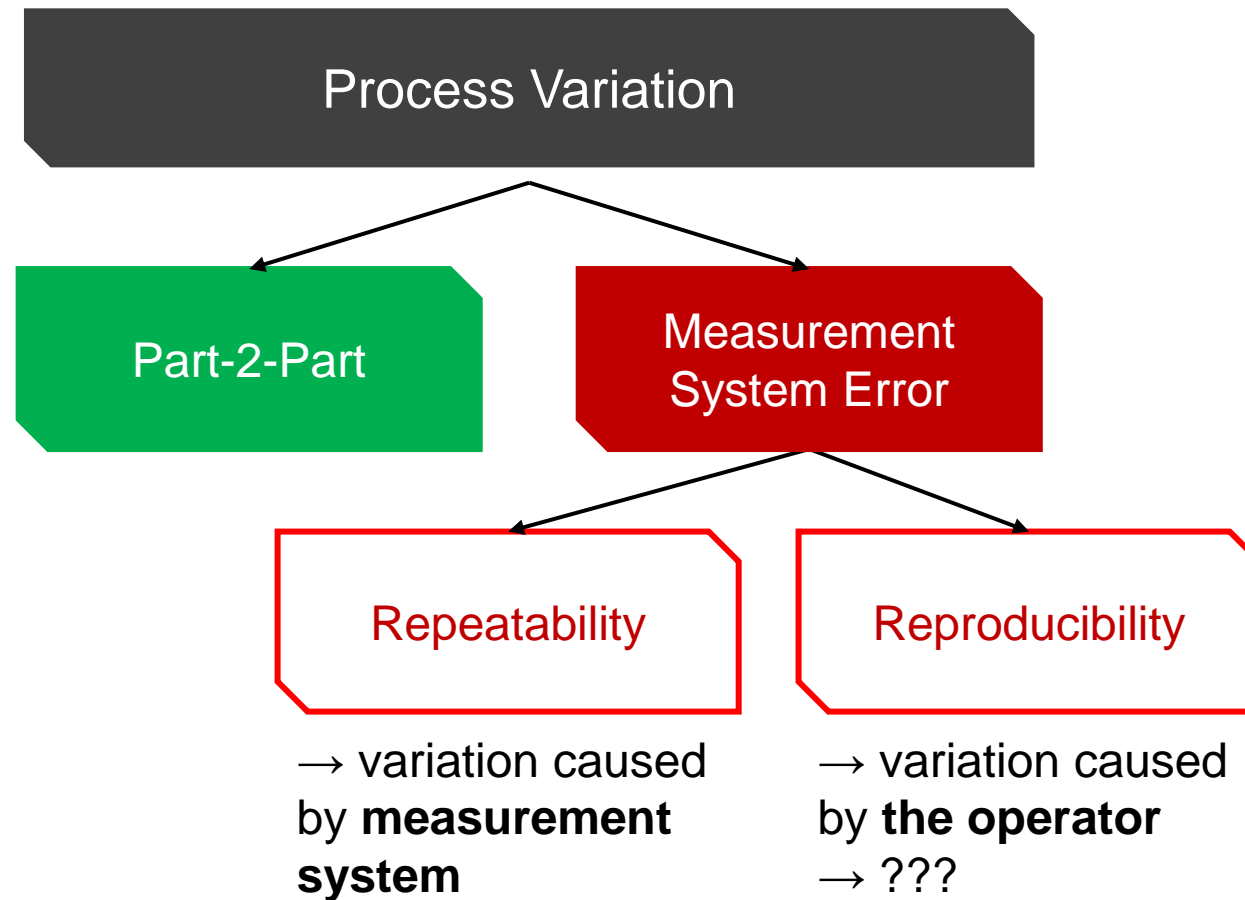 Process Variation
Part-2-Part
Measurement
System Error
Repeatability
Reproducibility
→ variation caused
by measurement
system
→ variation caused
by the operator
→ ???